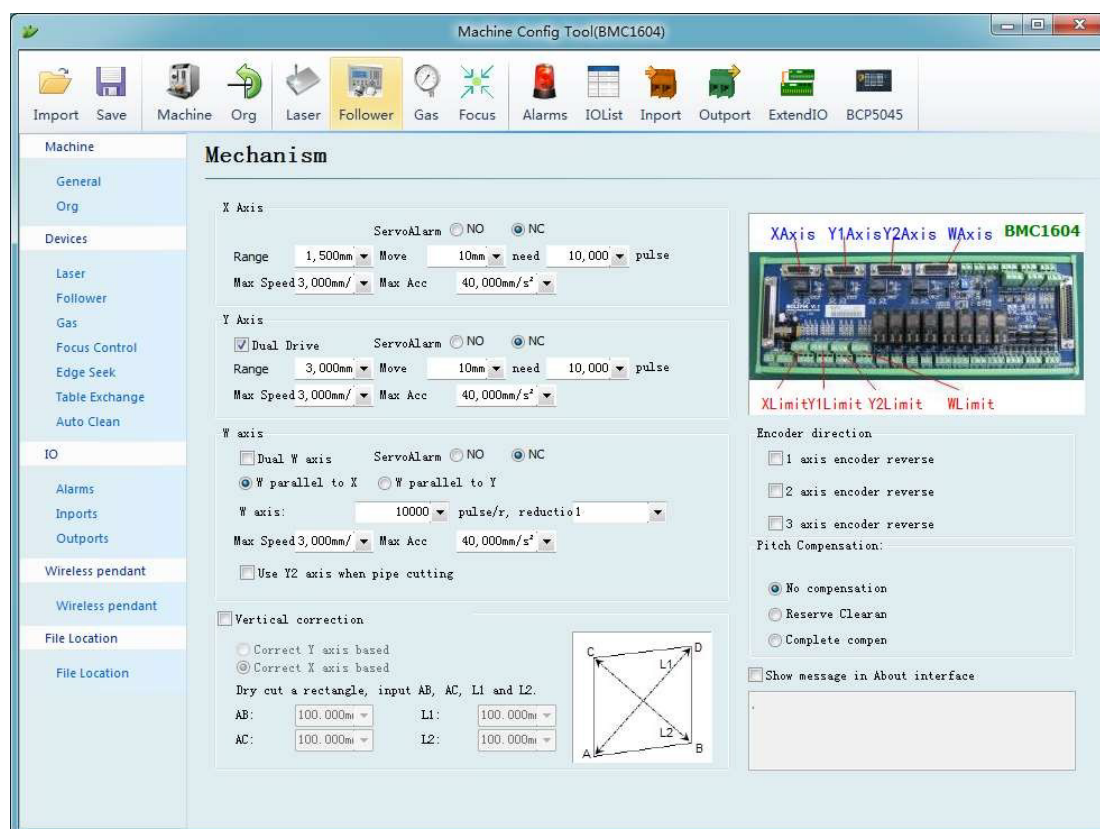 Machine Config Tool(BMC1604)
Import Save Machine Org Laser Follower Gas Focus Alarms IOList Inport Outport ExtendIO BCP5045
Machine
General
Org
Devices
Laser
Follower
Gas
Focus Control
Edge Seek
Table Exchange
Auto Clean
IO
Alarms
Inports
Outports
Wireless pendant
Wireless pendant
File Location
File Location
Mechanism
X Axis
ServoAlarm NO NC
Range 1,500mm Move 10mm need 10,000 pulse
Max Speed 3,000mm/ Max Acc 40,000mm/s²
Y Axis
Dual Drive ServoAlarm NO NC
Range 3,000mm Move 10mm need 10,000 pulse
Max Speed 3,000mm/ Max Acc 40,000mm/s²
W axis
Dual W axis ServoAlarm NO NC
W parallel to X W parallel to Y
W axis: 10000 pulse/r, reductio 1
Max Speed 3,000mm/ Max Acc 40,000mm/s²
Use Y2 axis when pipe cutting
Vertical correction
Correct Y axis based
Correct X axis based
Dry cut a rectangle, input AB, AC, L1 and L2.
AB: 100.000m L1: 100.000m
AC: 100.000m L2: 100.000m
C D
L1
L2
A B
XAxis Y1Axis Y2Axis WAxis BMC1604
XLimit Y1Limit Y2Limit WLimit
Encoder direction
1 axis encoder reverse
2 axis encoder reverse
3 axis encoder reverse
Pitch Compensation:
No compensation
Reserve Clearan
Complete compen
Show message in About interface